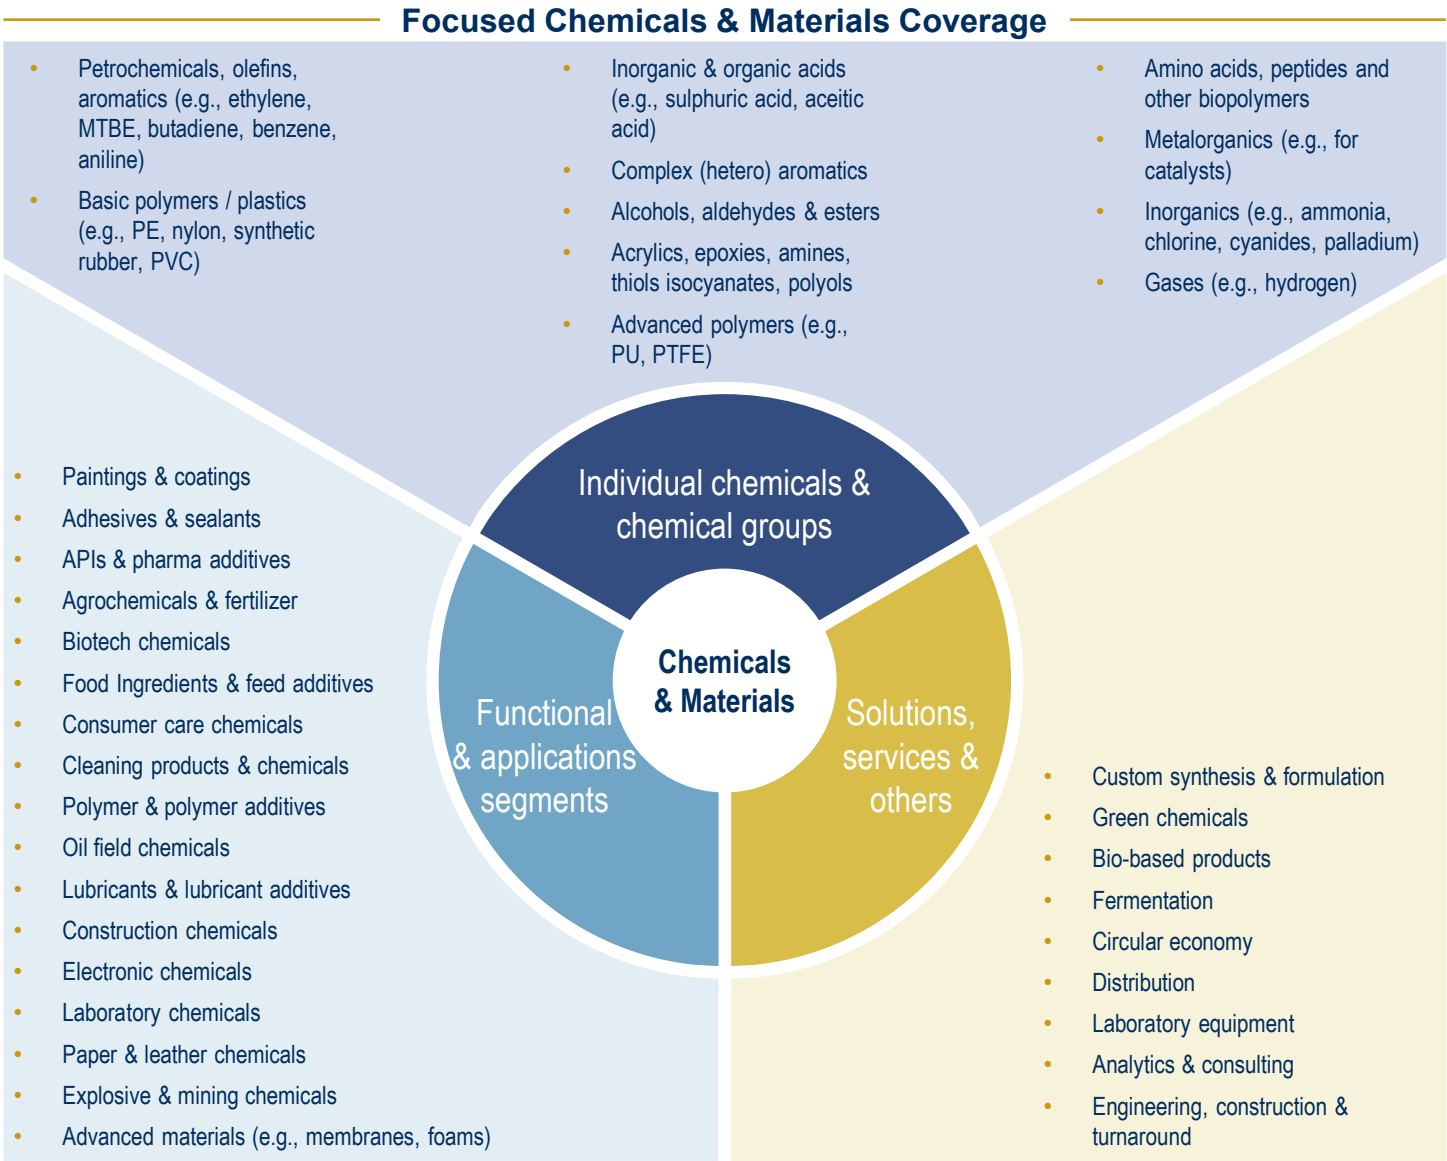 Focused Chemicals & Materials Coverage
• Petrochemicals, olefins,
aromatics (e.g., ethylene,
MTBE, butadiene, benzene,
aniline)
• Basic polymers / plastics
(e.g., PE, nylon, synthetic
rubber, PVC)
• Inorganic & organic acids
(e.g., sulphuric acid, aceitic
acid)
• Complex (hetero) aromatics
• Alcohols, aldehydes & esters
• Acrylics, epoxies, amines,
thiols isocyanates, polyols
• Advanced polymers (e.g.,
PU, PTFE)
• Amino acids, peptides and
other biopolymers
• Metalorganics (e.g., for
catalysts)
• Inorganics (e.g., ammonia,
chlorine, cyanides, palladium)
• Gases (e.g., hydrogen)
Individual chemicals &
chemical groups
Chemicals
& Materials
Functional
& applications
segments
Solutions,
services &
others
• Paintings & coatings
• Adhesives & sealants
• APIs & pharma additives
• Agrochemicals & fertilizer
• Biotech chemicals
• Food Ingredients & feed additives
• Consumer care chemicals
• Cleaning products & chemicals
• Polymer & polymer additives
• Oil field chemicals
• Lubricants & lubricant additives
• Construction chemicals
• Electronic chemicals
• Laboratory chemicals
• Paper & leather chemicals
• Explosive & mining chemicals
• Advanced materials (e.g., membranes, foams)
• Custom synthesis & formulation
• Green chemicals
• Bio-based products
• Fermentation
• Circular economy
• Distribution
• Laboratory equipment
• Analytics & consulting
• Engineering, construction &
turnaround